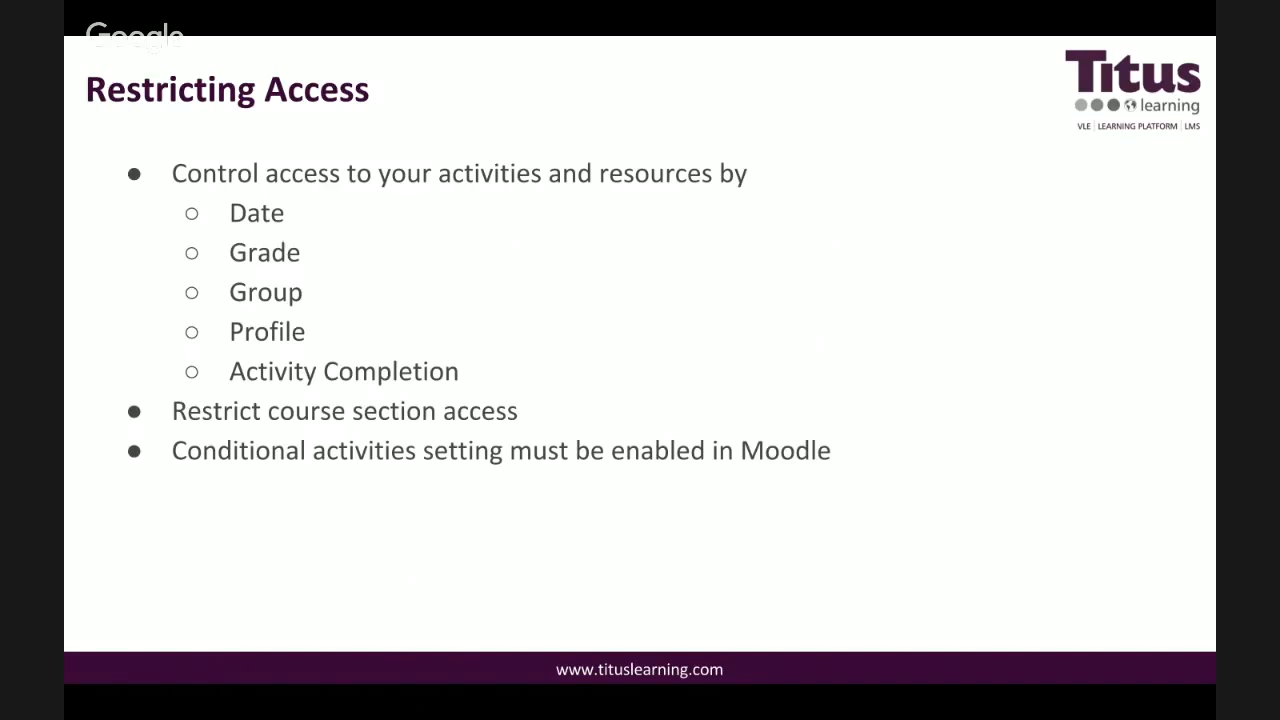 Google
Restricting Access
Titus
learning
VLE | LEARNING PLATFORM | LMS
● Control access to your activities and resources by
○ Date
○ Grade
○ Group
○ Profile
○ Activity Completion
● Restrict course section access
● Conditional activities setting must be enabled in Moodle
www.tituslearning.com